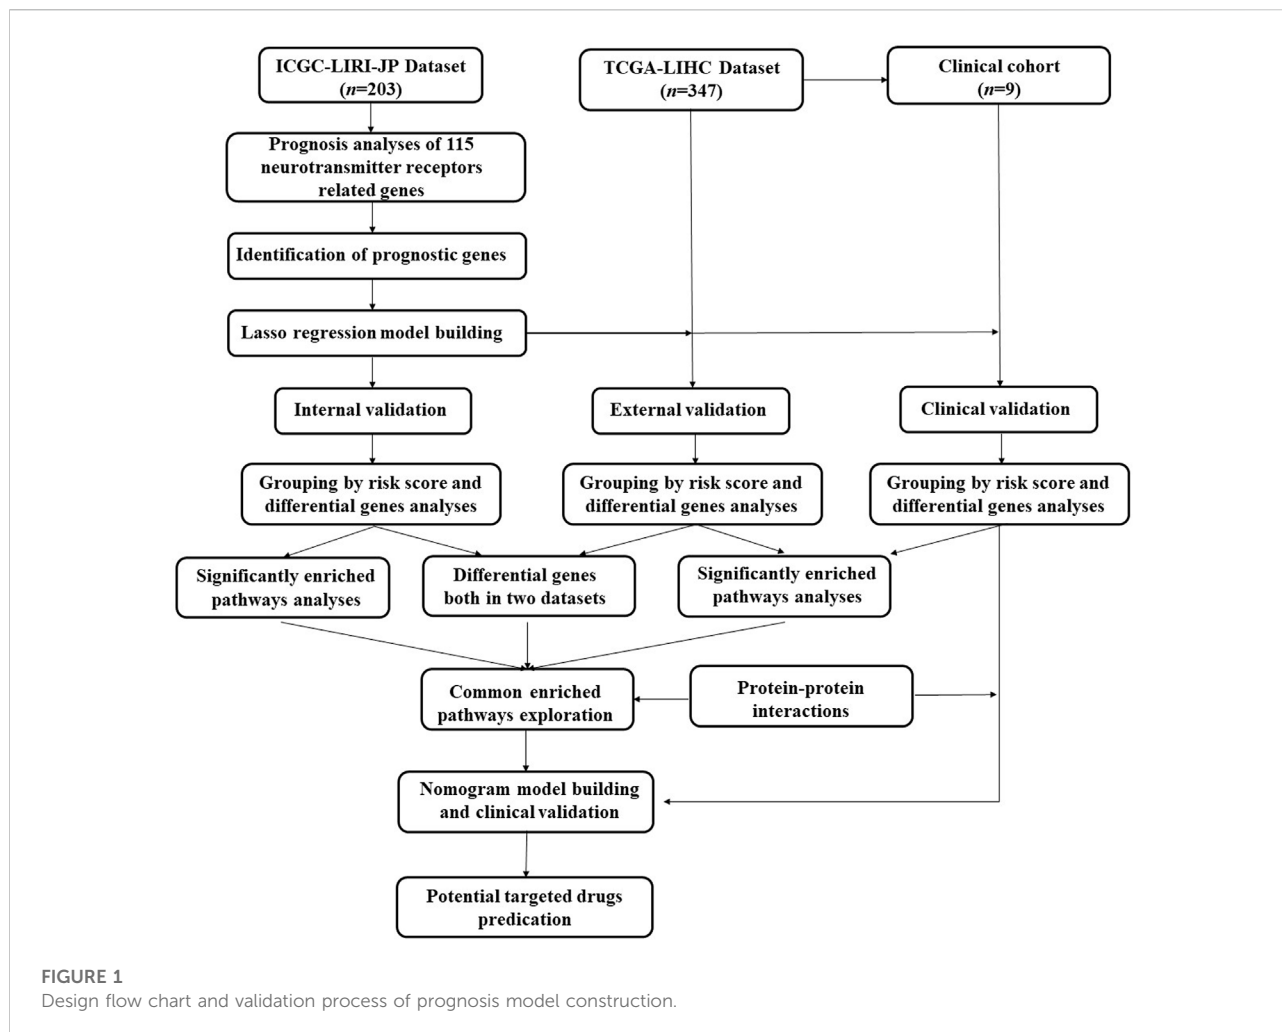 ICGC-LIRI-JP Dataset
(n=203)
TCGA-LIHC Dataset
(n=347)
Clinical cohort
(n=9)
Prognosis analyses of 115
neurotransmitter receptors
related genes
Identification of prognostic genes
Lasso regression model building
Internal validation
External validation
Clinical validation
Grouping by risk score and
differential genes analyses
Grouping by risk score and
differential genes analyses
Grouping by risk score and
differential genes analyses
Significantly enriched
pathways analyses
Differential genes
both in two datasets
Significantly enriched
pathways analyses
Common enriched
pathways exploration
Protein-protein
interactions
Nomogram model building
and clinical validation
Potential targeted drugs
predication
FIGURE 1
Design flow chart and validation process of prognosis model construction.